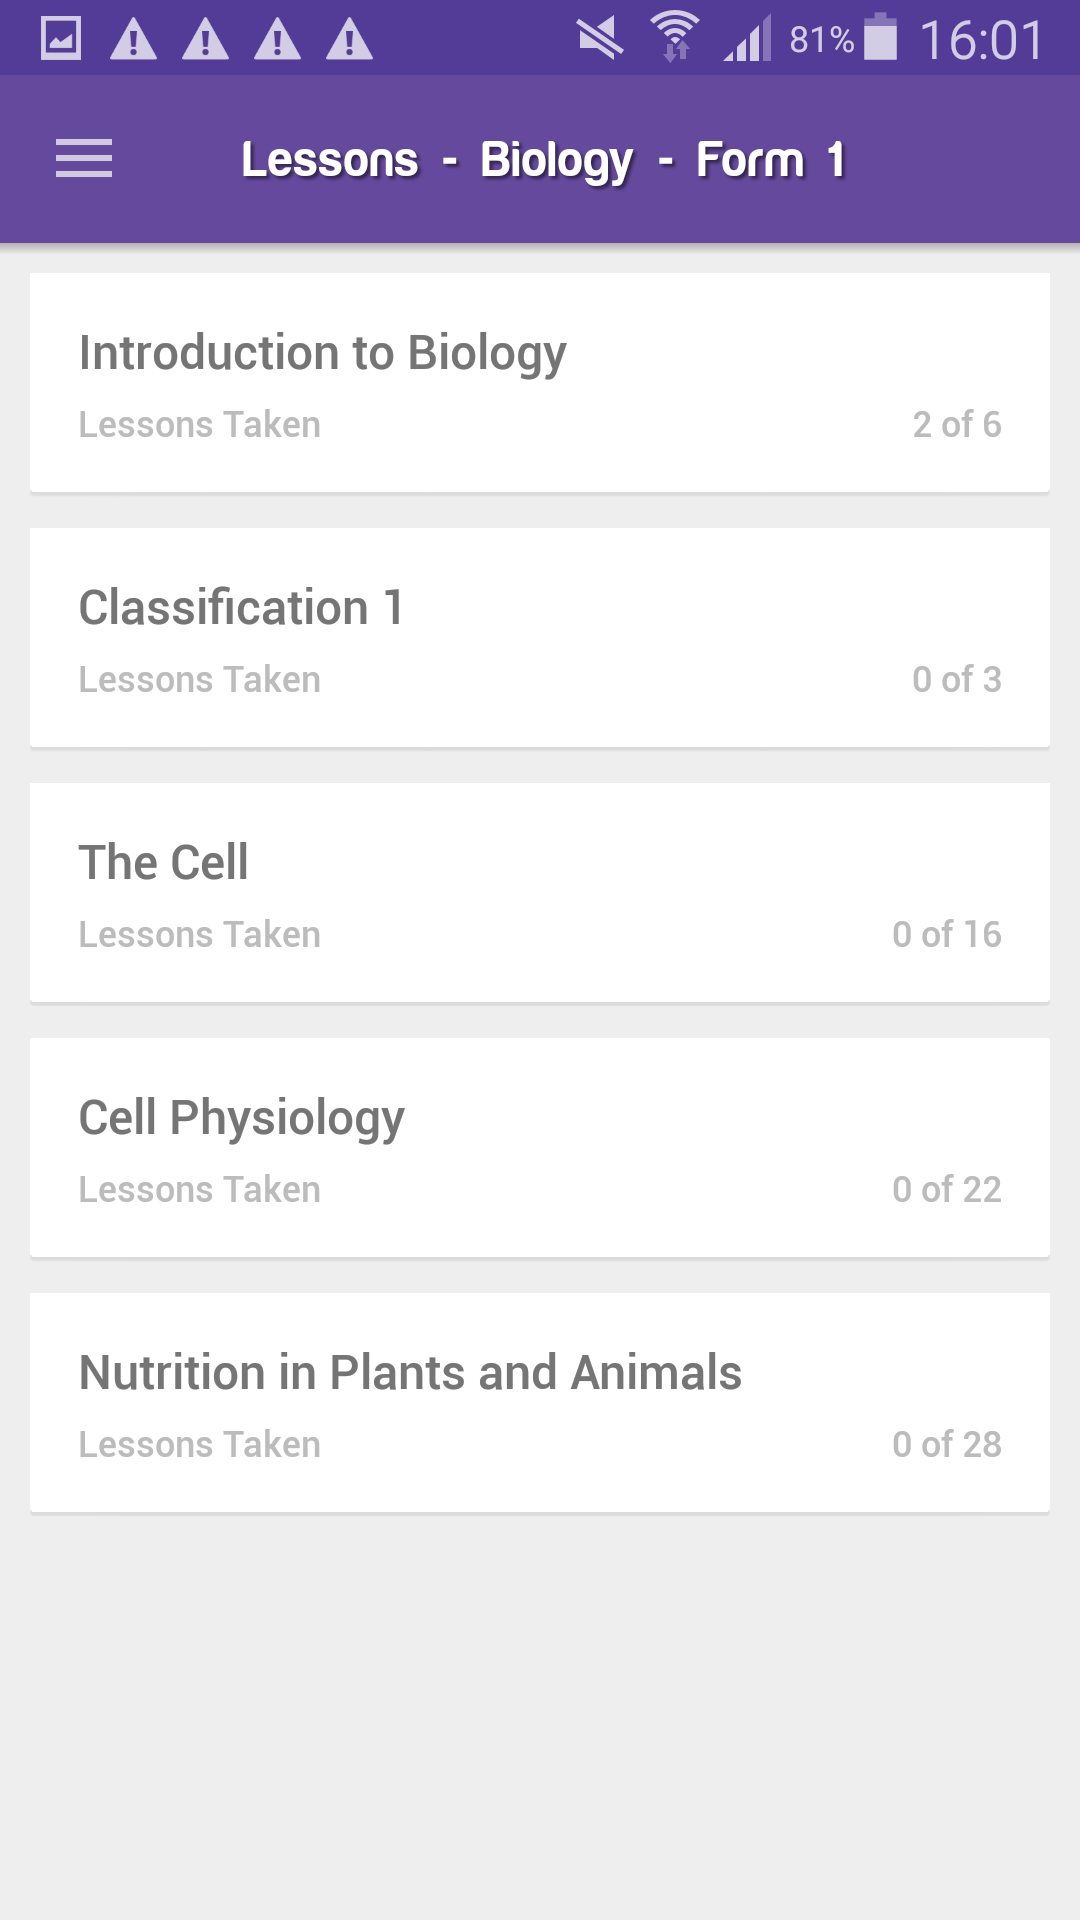 81% 16:01
Lessons - Biology - Form 1
Introduction to Biology
Lessons Taken 2 of 6
Classification 1
Lessons Taken 0 of 3
The Cell
Lessons Taken 0 of 16
Cell Physiology
Lessons Taken 0 of 22
Nutrition in Plants and Animals
Lessons Taken 0 of 28